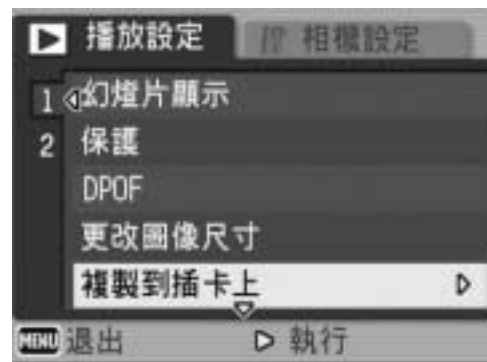 播放設定 相機設定
1 幻燈片顯示
2 保護
DPOF
更改圖像尺寸
複製到插卡上
MENU 退出 執行